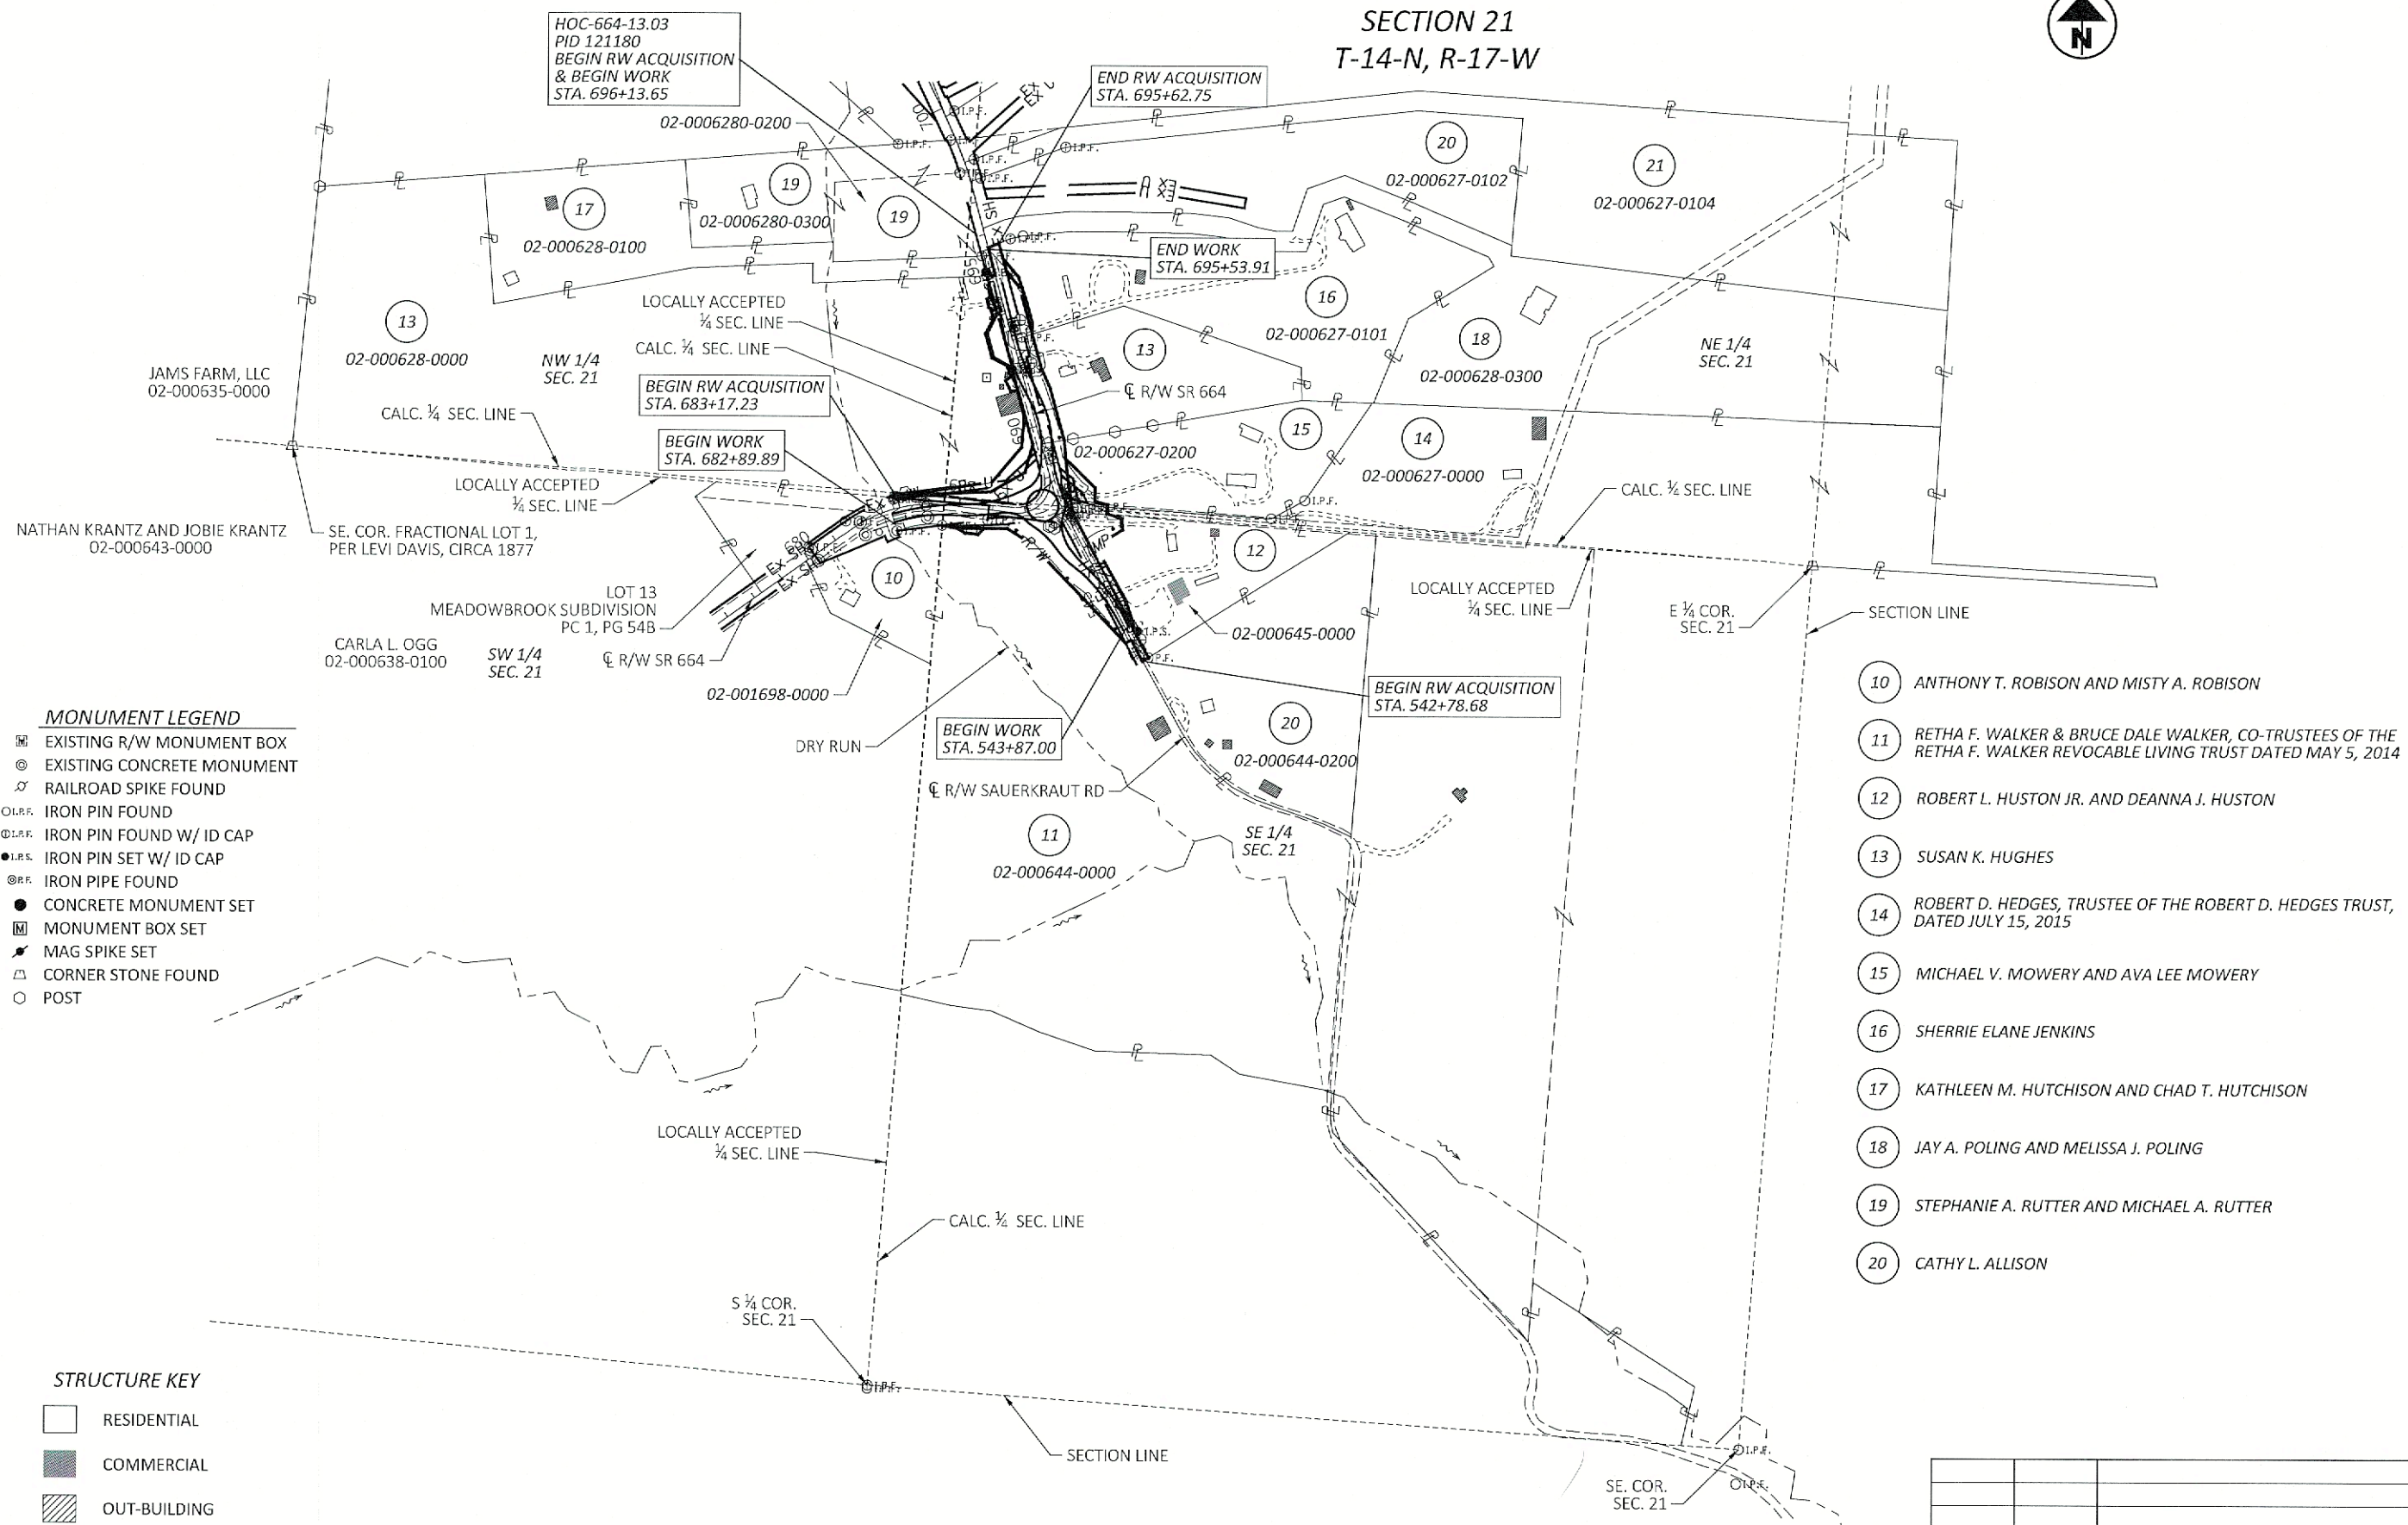 SECTION 21
T-14-N, R-17-W
N
HOC-664-13.03
PID 121180
BEGIN RW ACQUISITION
& BEGIN WORK
STA. 696+13.65
END RW ACQUISITION
STA. 695+62.75
02-0006280-0200
700
I.P.F.
I.P.F.
I.P.F.
I.P.F.
I.P.F.
20
02-000627-0102
21
02-000627-0104
17
02-000628-0100
19
02-0006280-0300
19
I.P.F.
END WORK
STA. 695+53.91
695
16
02-000627-0101
18
02-000628-0300
NE 1/4
SEC. 21
LOCALLY ACCEPTED
¼ SEC. LINE
CALC. ¼ SEC. LINE
13
02-000628-0000
NW 1/4
SEC. 21
13
JAMS FARM, LLC
02-000635-0000
BEGIN RW ACQUISITION
STA. 683+17.23
℄ R/W SR 664
CALC. ¼ SEC. LINE
BEGIN WORK
STA. 682+89.89
690
15
02-000627-0200
14
02-000627-0000
LOCALLY ACCEPTED
¼ SEC. LINE
CALC. ¼ SEC. LINE
I.P.F.
NATHAN KRANTZ AND JOBIE KRANTZ
02-000643-0000
SE. COR. FRACTIONAL LOT 1,
PER LEVI DAVIS, CIRCA 1877
680
10
12
R/W
LOT 13
MEADOWBROOK SUBDIVISION
PC 1, PG 54B
LOCALLY ACCEPTED
¼ SEC. LINE
E ¼ COR.
SEC. 21
SECTION LINE
CARLA L. OGG
02-000638-0100
SW 1/4
SEC. 21
℄ R/W SR 664
02-001698-0000
02-000645-0000
I.P.S.
I.P.F.
BEGIN RW ACQUISITION
STA. 542+78.68
DRY RUN
BEGIN WORK
STA. 543+87.00
20
02-000644-0200
℄ R/W SAUERKRAUT RD
11
02-000644-0000
SE 1/4
SEC. 21
MONUMENT LEGEND
EXISTING R/W MONUMENT BOX
EXISTING CONCRETE MONUMENT
RAILROAD SPIKE FOUND
I.P.F. IRON PIN FOUND
I.P.F. IRON PIN FOUND W/ ID CAP
I.P.S. IRON PIN SET W/ ID CAP
P.F. IRON PIPE FOUND
CONCRETE MONUMENT SET
M MONUMENT BOX SET
MAG SPIKE SET
CORNER STONE FOUND
POST
10 ANTHONY T. ROBISON AND MISTY A. ROBISON
11 RETHA F. WALKER & BRUCE DALE WALKER, CO-TRUSTEES OF THE
RETHA F. WALKER REVOCABLE LIVING TRUST DATED MAY 5, 2014
12 ROBERT L. HUSTON JR. AND DEANNA J. HUSTON
13 SUSAN K. HUGHES
14 ROBERT D. HEDGES, TRUSTEE OF THE ROBERT D. HEDGES TRUST,
DATED JULY 15, 2015
15 MICHAEL V. MOWERY AND AVA LEE MOWERY
16 SHERRIE ELANE JENKINS
17 KATHLEEN M. HUTCHISON AND CHAD T. HUTCHISON
18 JAY A. POLING AND MELISSA J. POLING
19 STEPHANIE A. RUTTER AND MICHAEL A. RUTTER
20 CATHY L. ALLISON
LOCALLY ACCEPTED
¼ SEC. LINE
CALC. ¼ SEC. LINE
S ¼ COR.
SEC. 21
I.P.F.
SECTION LINE
SE. COR.
SEC. 21
I.P.F.
I.P.F.
STRUCTURE KEY
RESIDENTIAL
COMMERCIAL
OUT-BUILDING